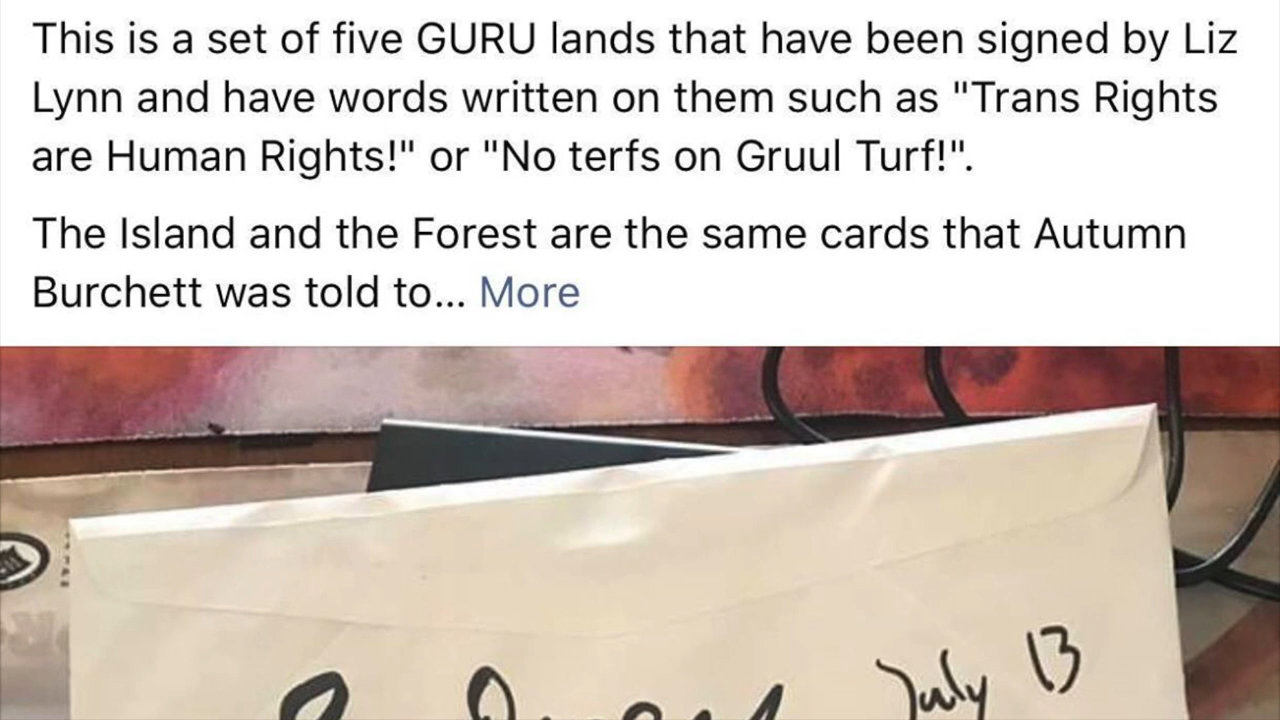 This is a set of five GURU lands that have been signed by Liz
Lynn and have words written on them such as "Trans Rights
are Human Rights!" or "No terfs on Gruul Turf!".
The Island and the Forest are the same cards that Autumn
Burchett was told to... More
July 13